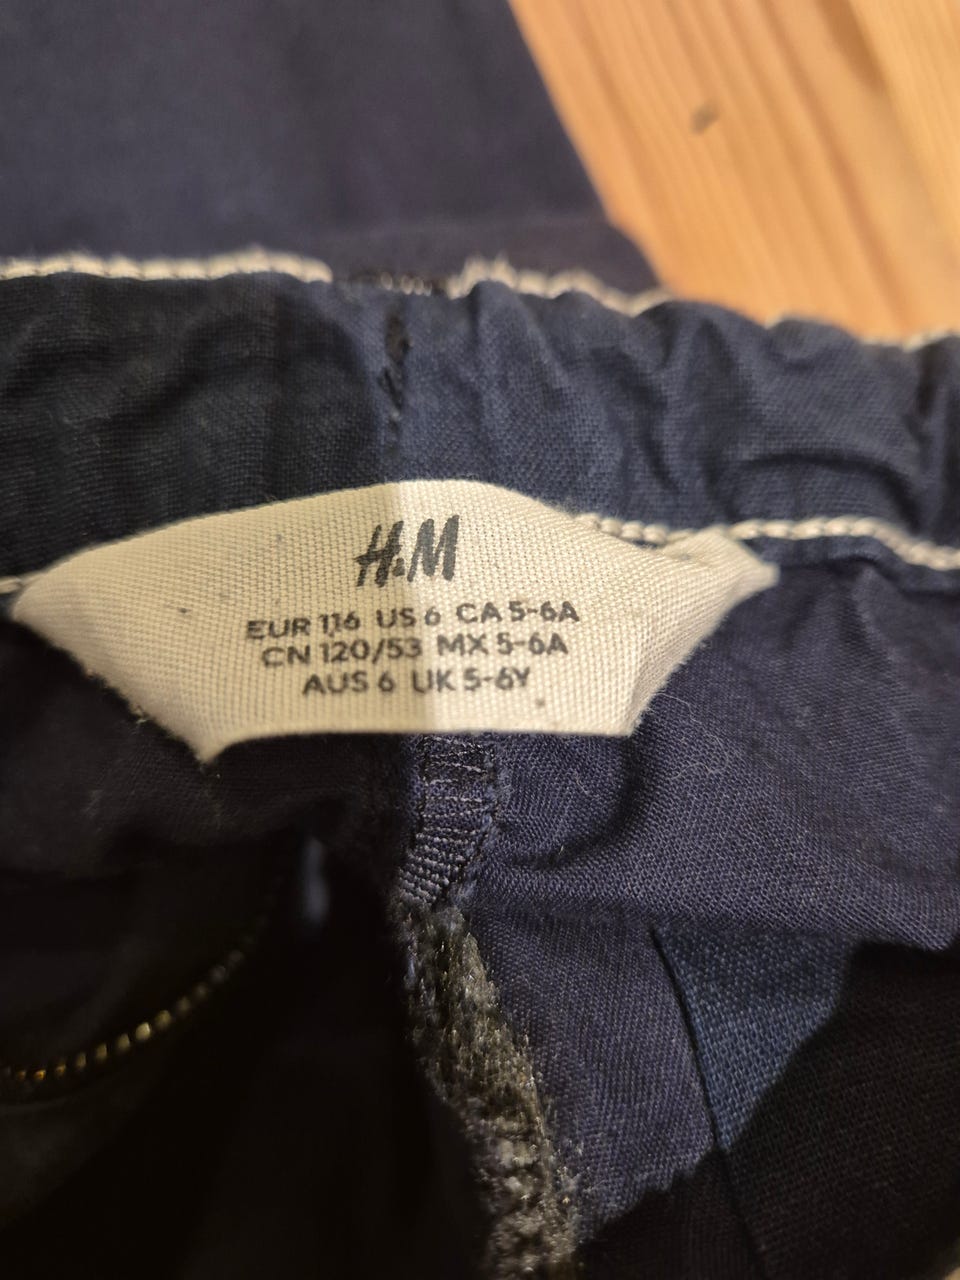 H&M
EUR 116 US 6 CA 5-6A
CN 120/53 MX 5-6A
AUS 6 UK 5-6Y